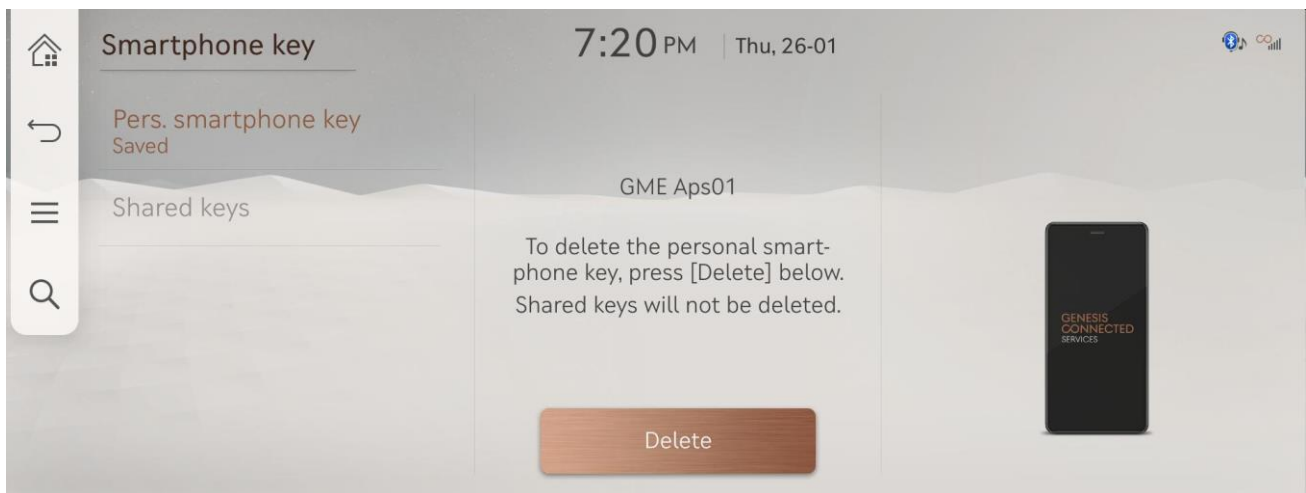 Smartphone key
7:20 PM
Thu, 26-01
Pers. smartphone key
Saved
Shared keys
GME Aps01
To delete the personal smart-
phone key, press [Delete] below.
Shared keys will not be deleted.
Delete
GENESIS
CONNECTED
SERVICES